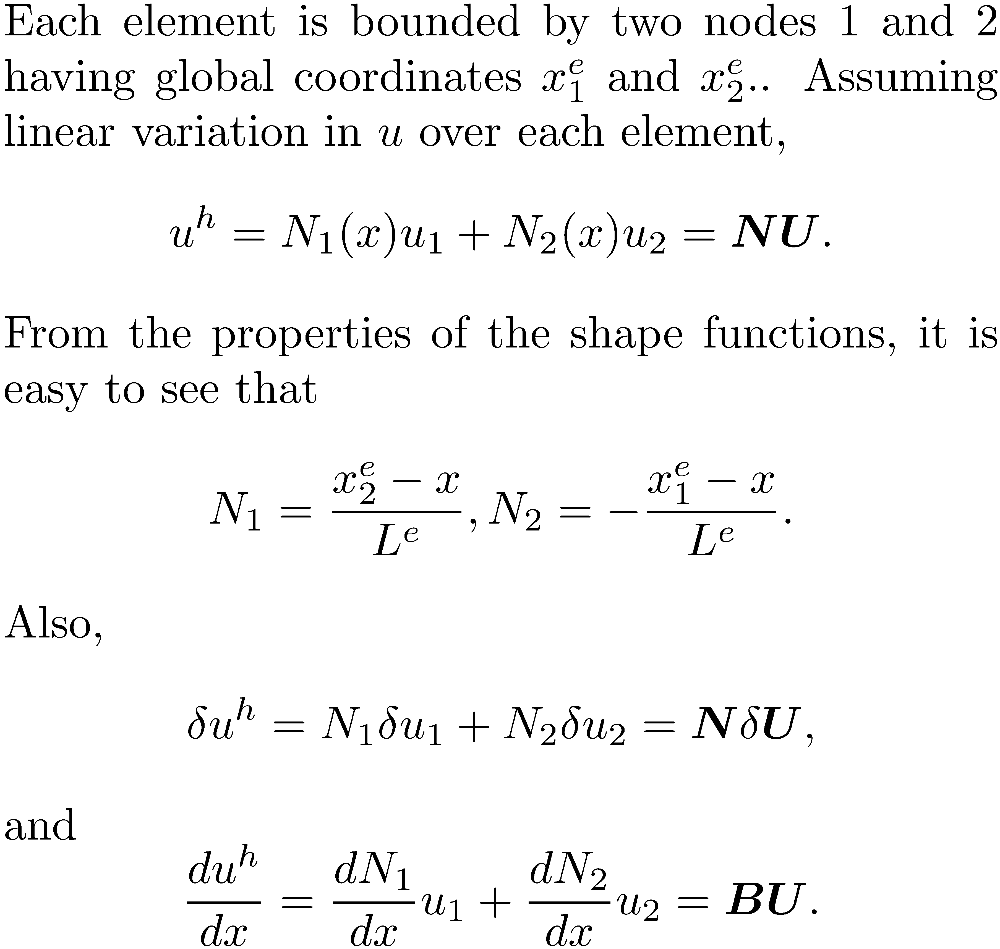 Each element is bounded by two nodes 1 and 2
having global coordinates $x_1^e$ and $x_2^e$.. Assuming
linear variation in $u$ over each element,
$u^h = N_1(x)u_1 + N_2(x)u_2 = \boldsymbol{NU}.$
From the properties of the shape functions, it is
easy to see that
$N_1 = \frac{x_2^e - x}{L^e}, N_2 = -\frac{x_1^e - x}{L^e}.$
Also,
$\delta u^h = N_1 \delta u_1 + N_2 \delta u_2 = \boldsymbol{N}\delta \boldsymbol{U},$
and
$\frac{du^h}{dx} = \frac{dN_1}{dx}u_1 + \frac{dN_2}{dx}u_2 = \boldsymbol{BU}.$